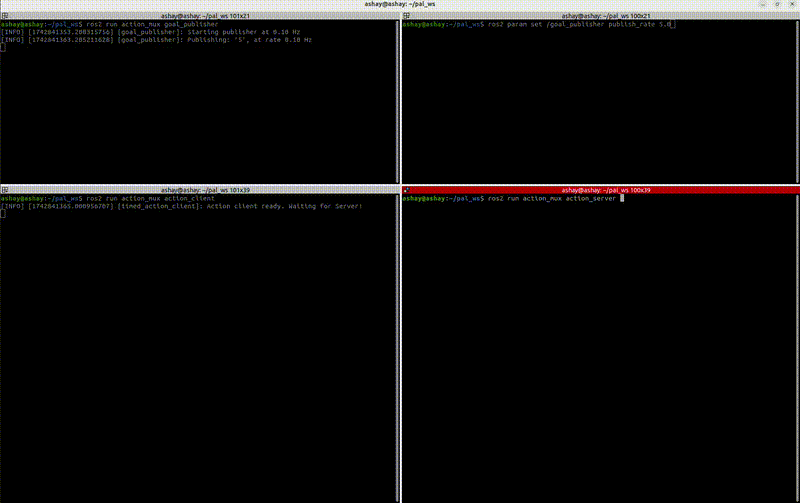 ashay@ashay: ~/pal_ws
ashay@ashay: ~/pal_ws 101x21
ashay@ashay:~/pal_ws$ ros2 run action_mux goal_publisher
[INFO] [1742841353.208315756] [goal_publisher]: Starting publisher at 0.10 Hz
[INFO] [1742841363.205211628] [goal_publisher]: Publishing: '5', at rate 0.10 Hz
ashay@ashay: ~/pal_ws 100x21
ashay@ashay:~/pal_ws$ ros2 param set /goal_publisher publish_rate 5.0
ashay@ashay: ~/pal_ws 101x39
ashay@ashay:~/pal_ws$ ros2 run action_mux action_client
[INFO] [1742841365.000956787] [timed_action_client]: Action client ready. Waiting for Server!
ashay@ashay: ~/pal_ws 100x39
ashay@ashay:~/pal_ws$ ros2 run action_mux action_server